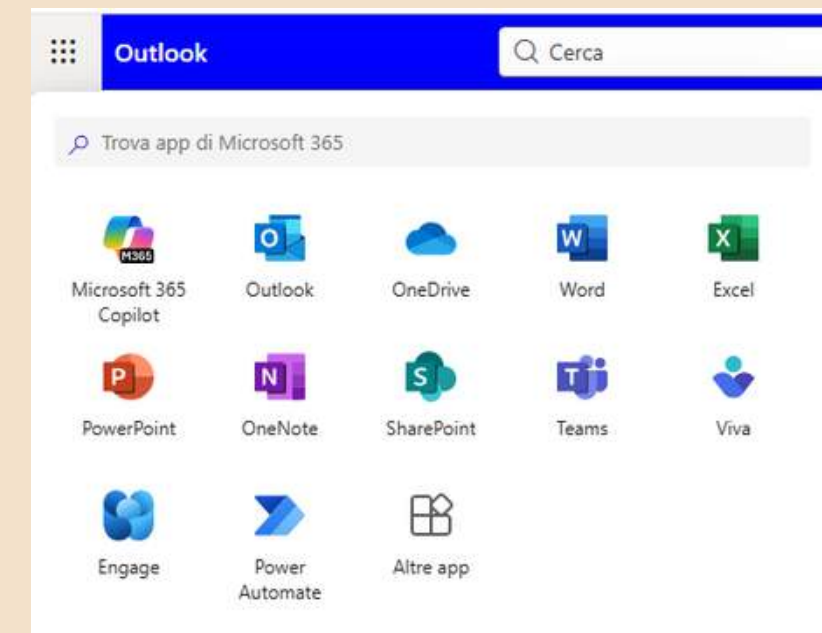 Outlook
Cerca
Trova app di Microsoft 365
M365
Microsoft 365
Copilot
Outlook
OneDrive
Word
Excel
PowerPoint
OneNote
SharePoint
Teams
Viva
Engage
Power
Automate
Altre app